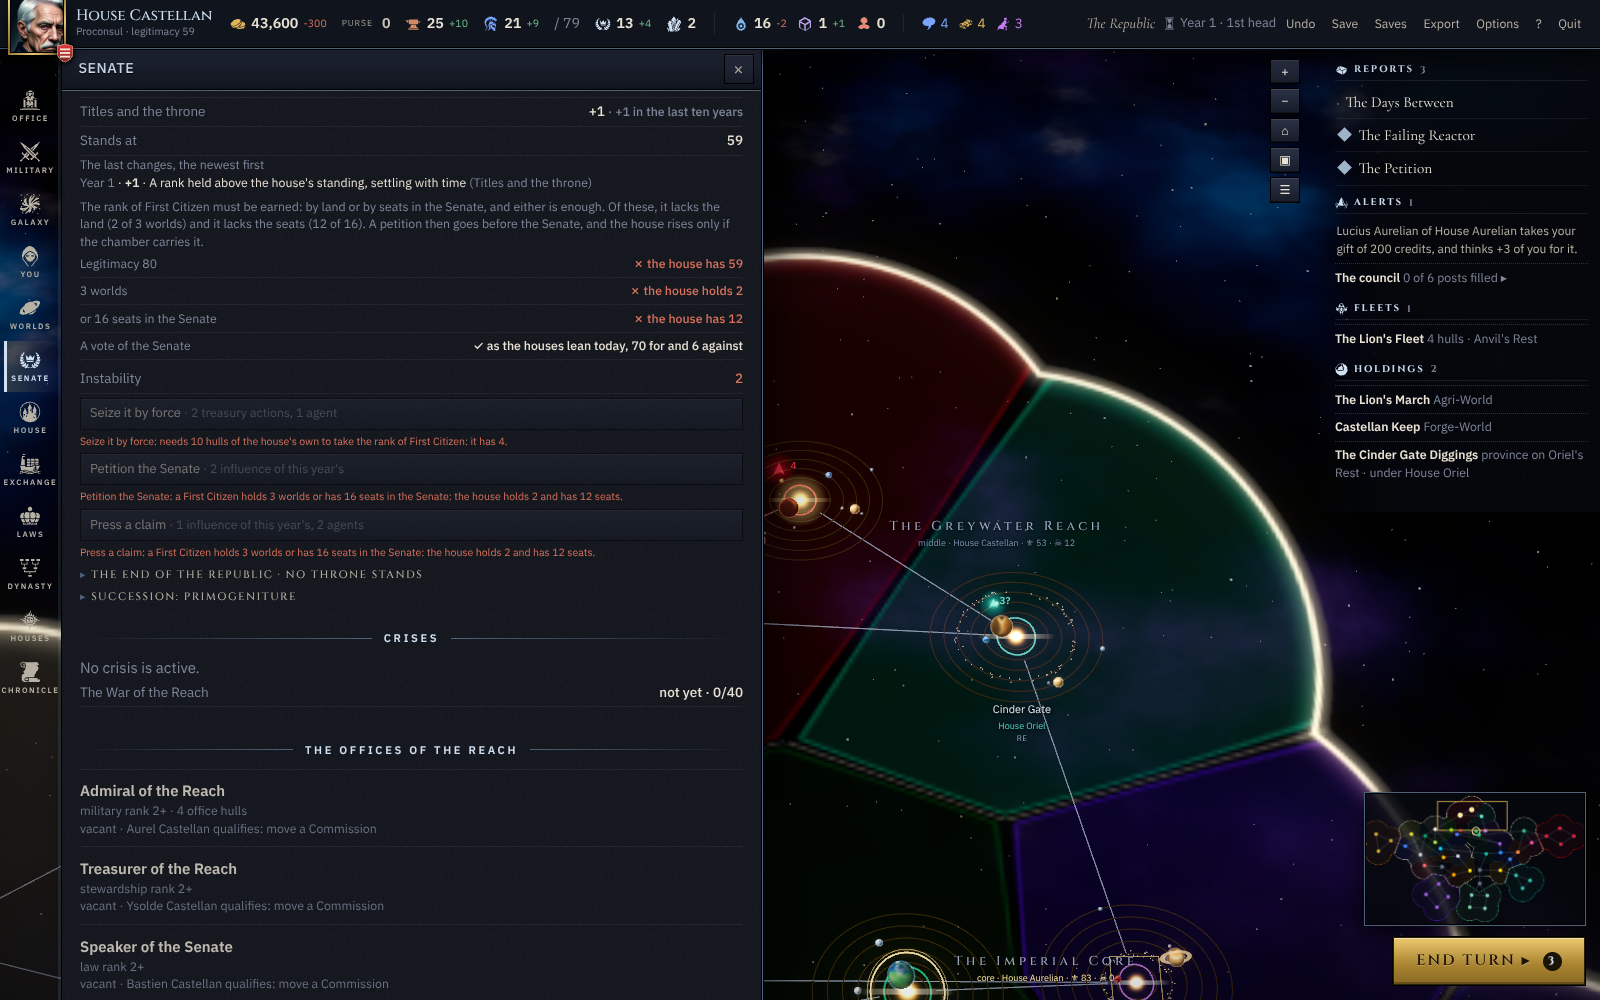 HOUSE CASTELLAN
Proconsul · legitimacy 59
43,600 -300
PURSE 0
25 +10
21 +9 / 79
13 +4
2
16 -2
1 +1
0
4
4
3
The Republic
Year 1 · 1st head
Undo
Save
Saves
Export
Options
?
Quit
OFFICE
MILITARY
GALAXY
YOU
WORLDS
SENATE
HOUSE
EXCHANGE
LAWS
DYNASTY
HOUSES
CHRONICLE
SENATE
×
Titles and the throne +1 · +1 in the last ten years
Stands at 59
The last changes, the newest first
Year 1 · +1 · A rank held above the house's standing, settling with time (Titles and the throne)
The rank of First Citizen must be earned: by land or by seats in the Senate, and either is enough. Of these, it lacks the
land (2 of 3 worlds) and it lacks the seats (12 of 16). A petition then goes before the Senate, and the house rises only if
the chamber carries it.
Legitimacy 80 × the house has 59
3 worlds × the house holds 2
or 16 seats in the Senate × the house has 12
A vote of the Senate ✓ as the houses lean today, 70 for and 6 against
Instability 2
Seize it by force · 2 treasury actions, 1 agent
Seize it by force: needs 10 hulls of the house's own to take the rank of First Citizen: it has 4.
Petition the Senate · 2 influence of this year's
Petition the Senate: a First Citizen holds 3 worlds or has 16 seats in the Senate: the house holds 2 and has 12 seats.
Press a claim · 1 influence of this year's, 2 agents
Press a claim: a First Citizen holds 3 worlds or has 16 seats in the Senate: the house holds 2 and has 12 seats.
▸ THE END OF THE REPUBLIC · NO THRONE STANDS
▸ SUCCESSION: PRIMOGENITURE
CRISES
No crisis is active.
The War of the Reach not yet · 0/40
THE OFFICES OF THE REACH
Admiral of the Reach
military rank 2+ · 4 office hulls
vacant · Aurel Castellan qualifies: move a Commission
Treasurer of the Reach
stewardship rank 2+
vacant · Ysolde Castellan qualifies: move a Commission
Speaker of the Senate
law rank 2+
vacant · Bastien Castellan qualifies: move a Commission
4
THE GREYWATER REACH
middle · House Castellan · 53 · 12
3?
Cinder Gate
House Oriel
RE
THE IMPERIAL CORE
core · House Aurelian · 83 · 0
+
−
REPORTS 3
The Days Between
The Failing Reactor
The Petition
ALERTS 1
Lucius Aurelian of House Aurelian takes your
gift of 200 credits, and thinks +3 of you for it.
The council 0 of 6 posts filled ▸
FLEETS 1
The Lion's Fleet 4 hulls · Anvil's Rest
HOLDINGS 2
The Lion's March Agri-World
Castellan Keep Forge-World
The Cinder Gate Diggings province on Oriel's
Rest · under House Oriel
END TURN ▸ 3